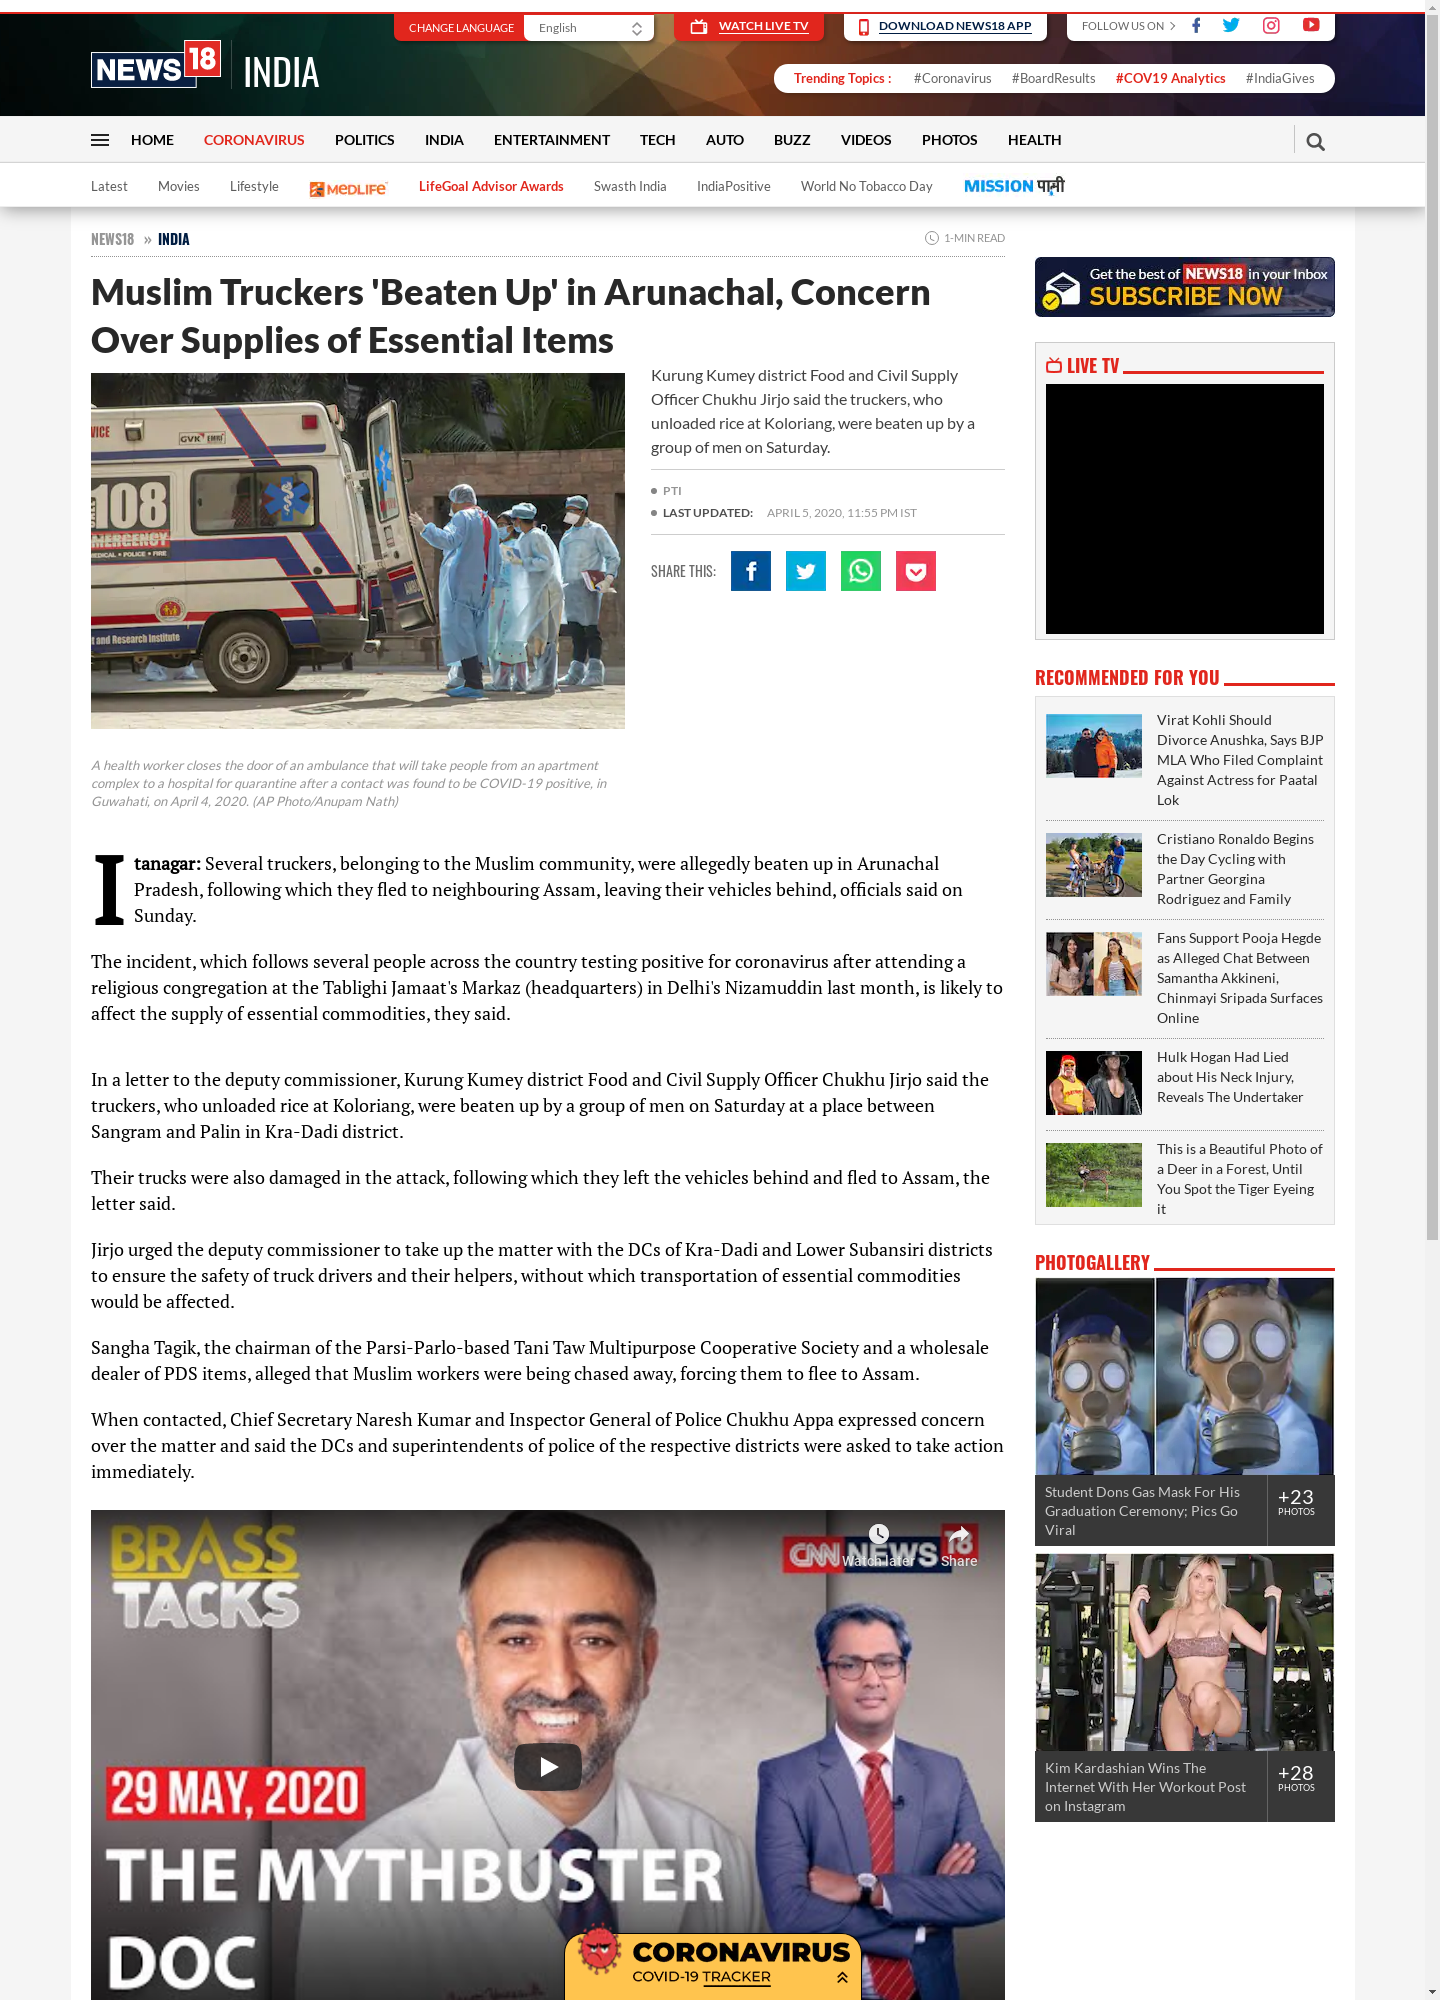 CHANGE LANGUAGE English WATCH LIVE TV DOWNLOAD NEWS18 APP FOLLOW US ON
NEWS 18 INDIA
Trending Topics : #Coronavirus #BoardResults #COV19 Analytics #IndiaGives
HOME CORONAVIRUS POLITICS INDIA ENTERTAINMENT TECH AUTO BUZZ VIDEOS PHOTOS HEALTH
Latest Movies Lifestyle MEDLIFE LifeGoal Advisor Awards Swasth India IndiaPositive World No Tobacco Day MISSION पानी
NEWS18 » INDIA
1-MIN READ
Muslim Truckers 'Beaten Up' in Arunachal, Concern
Over Supplies of Essential Items
VICE
GVK EMRI
108
EMERGENCY
MEDICAL • POLICE • FIRE
t and Research Institute
Kurung Kumey district Food and Civil Supply
Officer Chukhu Jirjo said the truckers, who
unloaded rice at Koloriang, were beaten up by a
group of men on Saturday.
PTI
LAST UPDATED: APRIL 5, 2020, 11:55 PM IST
SHARE THIS:
A health worker closes the door of an ambulance that will take people from an apartment
complex to a hospital for quarantine after a contact was found to be COVID-19 positive, in
Guwahati, on April 4, 2020. (AP Photo/Anupam Nath)
Itanagar: Several truckers, belonging to the Muslim community, were allegedly beaten up in Arunachal
Pradesh, following which they fled to neighbouring Assam, leaving their vehicles behind, officials said on
Sunday.
The incident, which follows several people across the country testing positive for coronavirus after attending a
religious congregation at the Tablighi Jamaat's Markaz (headquarters) in Delhi's Nizamuddin last month, is likely to
affect the supply of essential commodities, they said.
In a letter to the deputy commissioner, Kurung Kumey district Food and Civil Supply Officer Chukhu Jirjo said the
truckers, who unloaded rice at Koloriang, were beaten up by a group of men on Saturday at a place between
Sangram and Palin in Kra-Dadi district.
Their trucks were also damaged in the attack, following which they left the vehicles behind and fled to Assam, the
letter said.
Jirjo urged the deputy commissioner to take up the matter with the DCs of Kra-Dadi and Lower Subansiri districts
to ensure the safety of truck drivers and their helpers, without which transportation of essential commodities
would be affected.
Sangha Tagik, the chairman of the Parsi-Parlo-based Tani Taw Multipurpose Cooperative Society and a wholesale
dealer of PDS items, alleged that Muslim workers were being chased away, forcing them to flee to Assam.
When contacted, Chief Secretary Naresh Kumar and Inspector General of Police Chukhu Appa expressed concern
over the matter and said the DCs and superintendents of police of the respective districts were asked to take action
immediately.
BRASS
TACKS
CNN NEWS 18
Watch later Share
29 MAY, 2020
THE MYTHBUSTER
DOC
CORONAVIRUS
COVID-19 TRACKER
Get the best of NEWS18 in your Inbox
SUBSCRIBE NOW
LIVE TV
RECOMMENDED FOR YOU
Virat Kohli Should
Divorce Anushka, Says BJP
MLA Who Filed Complaint
Against Actress for Paatal
Lok
Cristiano Ronaldo Begins
the Day Cycling with
Partner Georgina
Rodriguez and Family
Fans Support Pooja Hegde
as Alleged Chat Between
Samantha Akkineni,
Chinmayi Sripada Surfaces
Online
Hulk Hogan Had Lied
about His Neck Injury,
Reveals The Undertaker
This is a Beautiful Photo of
a Deer in a Forest, Until
You Spot the Tiger Eyeing
it
PHOTOGALLERY
Student Dons Gas Mask For His
Graduation Ceremony; Pics Go
Viral
+23
PHOTOS
Kim Kardashian Wins The
Internet With Her Workout Post
on Instagram
+28
PHOTOS